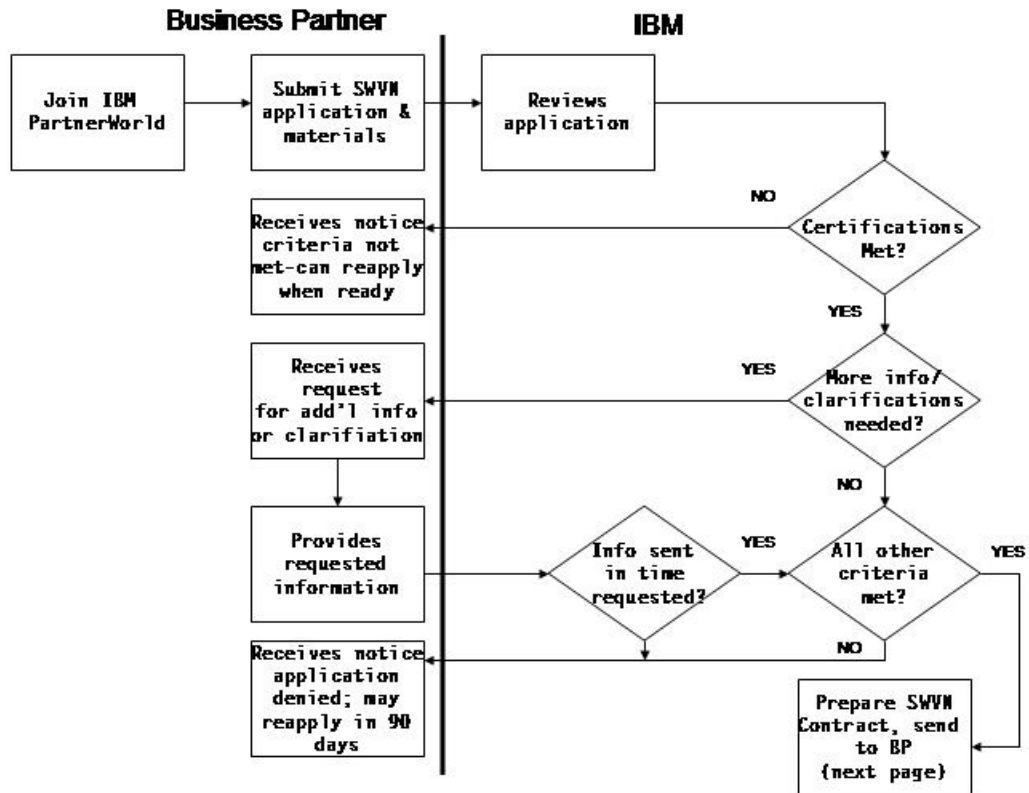 Business Partner
IBM
Join IBM
PartnerWorld
Submit SWVN
application &
materials
Reviews
application
NO
Certifications
Met?
Receives notice
criteria not
met-can reapply
when ready
YES
Receives
request
for add'l info
or clarifiation
YES
More info/
clarifications
needed?
NO
Provides
requested
information
Info sent
in time
requested?
YES
All other
criteria
met?
YES
NO
Receives notice
application
denied; may
reapply in 90
days
Prepare SWVN
Contract, send
to BP
(next page)